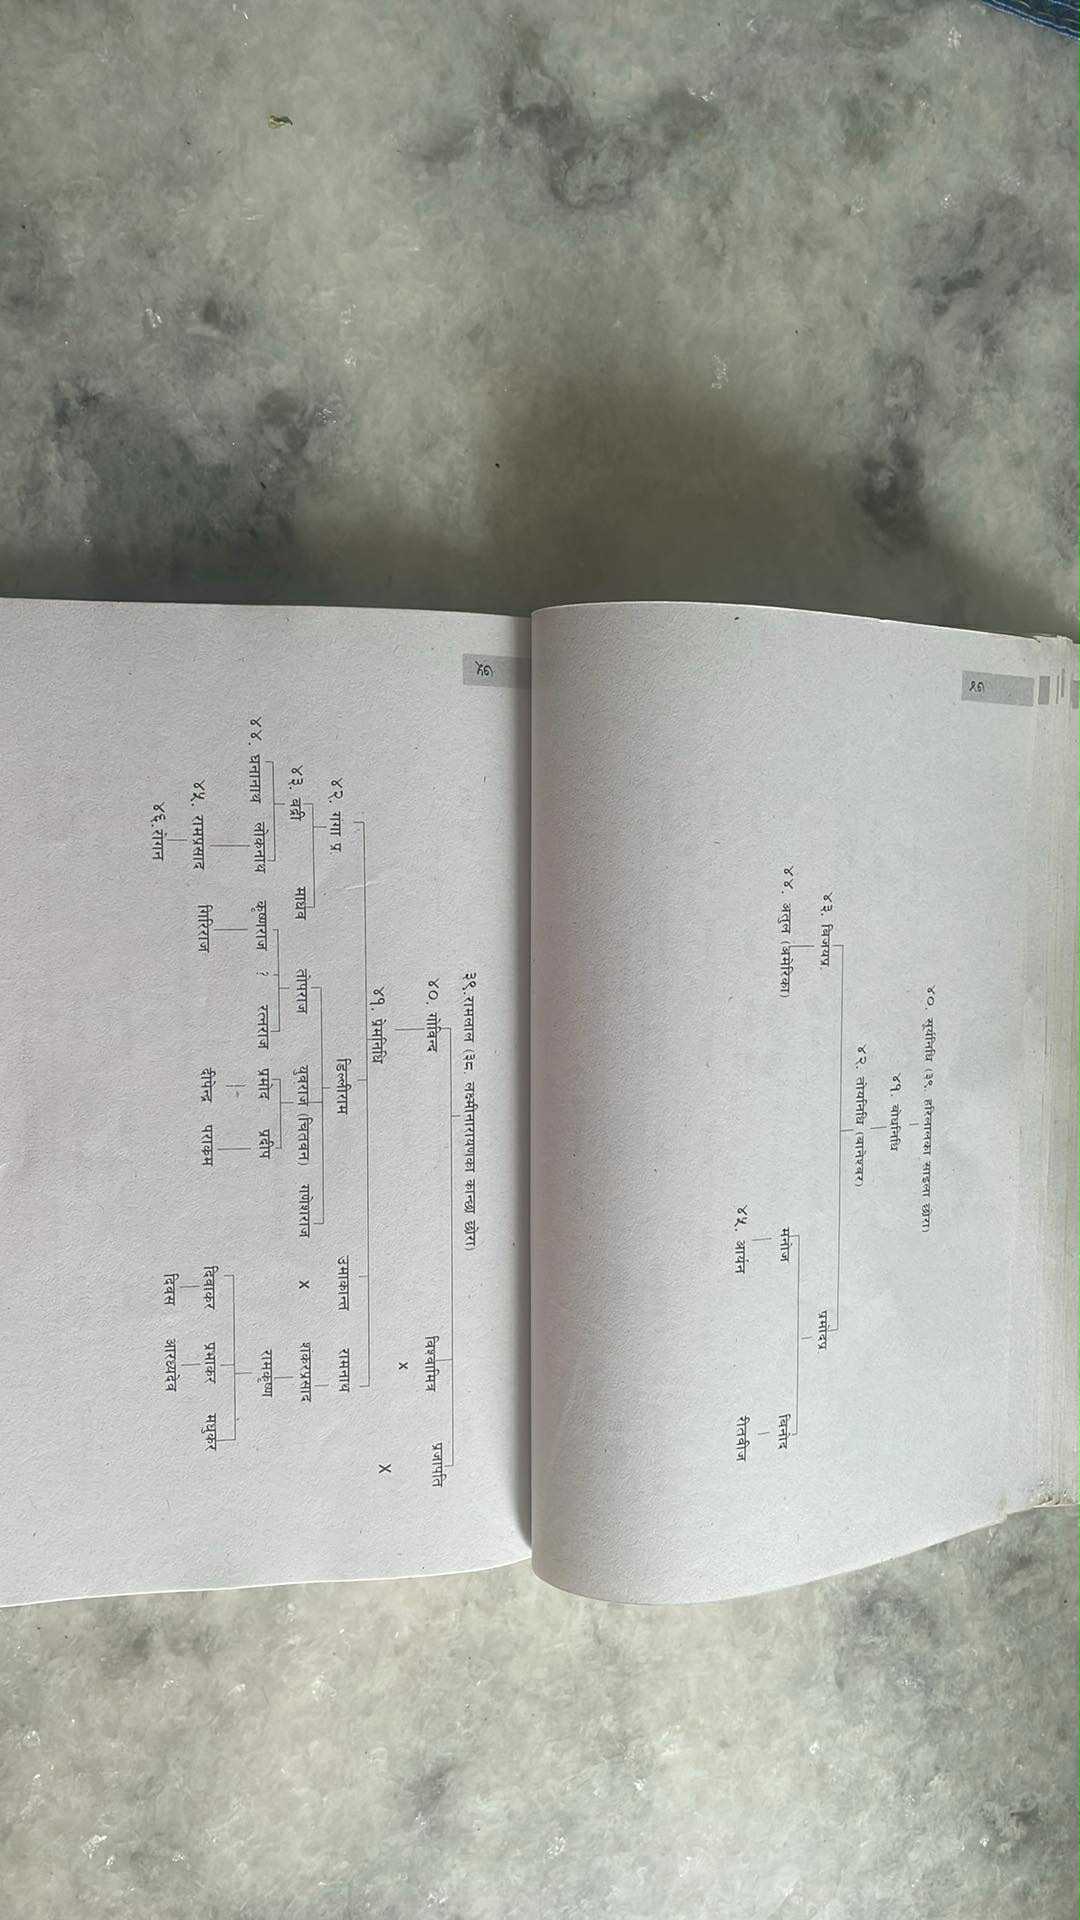 ४०. सूर्यनिधि (३९. हरिलालका साइला छोरा)
४१. बोधनिधि
४२. तोयनिधि (बानेश्वर)
४३. बिजयप्र. प्रमोदप्र.
४४. अतुल (अमेरिका) मनोज बिनोद
४५. आर्यन रीतवीज
३९.रामलाल (३८. लक्ष्मीनारायणका कान्छा छोरा)
४०. गोविन्द विश्वामित्र प्रजापति
x X
४१. प्रेमनिधि
४२. गंगा प्र. डिल्लीराम उमाकान्त रामनाथ
४३. बद्री माधव तोपराज युवराज (चितवन) गणेशराज x शंकरप्रसाद
४४. घनानाथ लोकनाथ कृष्णराज ? रत्नराज प्रमोद प्रदीप रामकृष्ण
४५. रामप्रसाद गिरिराज दीपेन्द्र पराक्रम दिवाकर प्रभाकर मधुकर
४६.रोगन दिवस आरध्यदेव